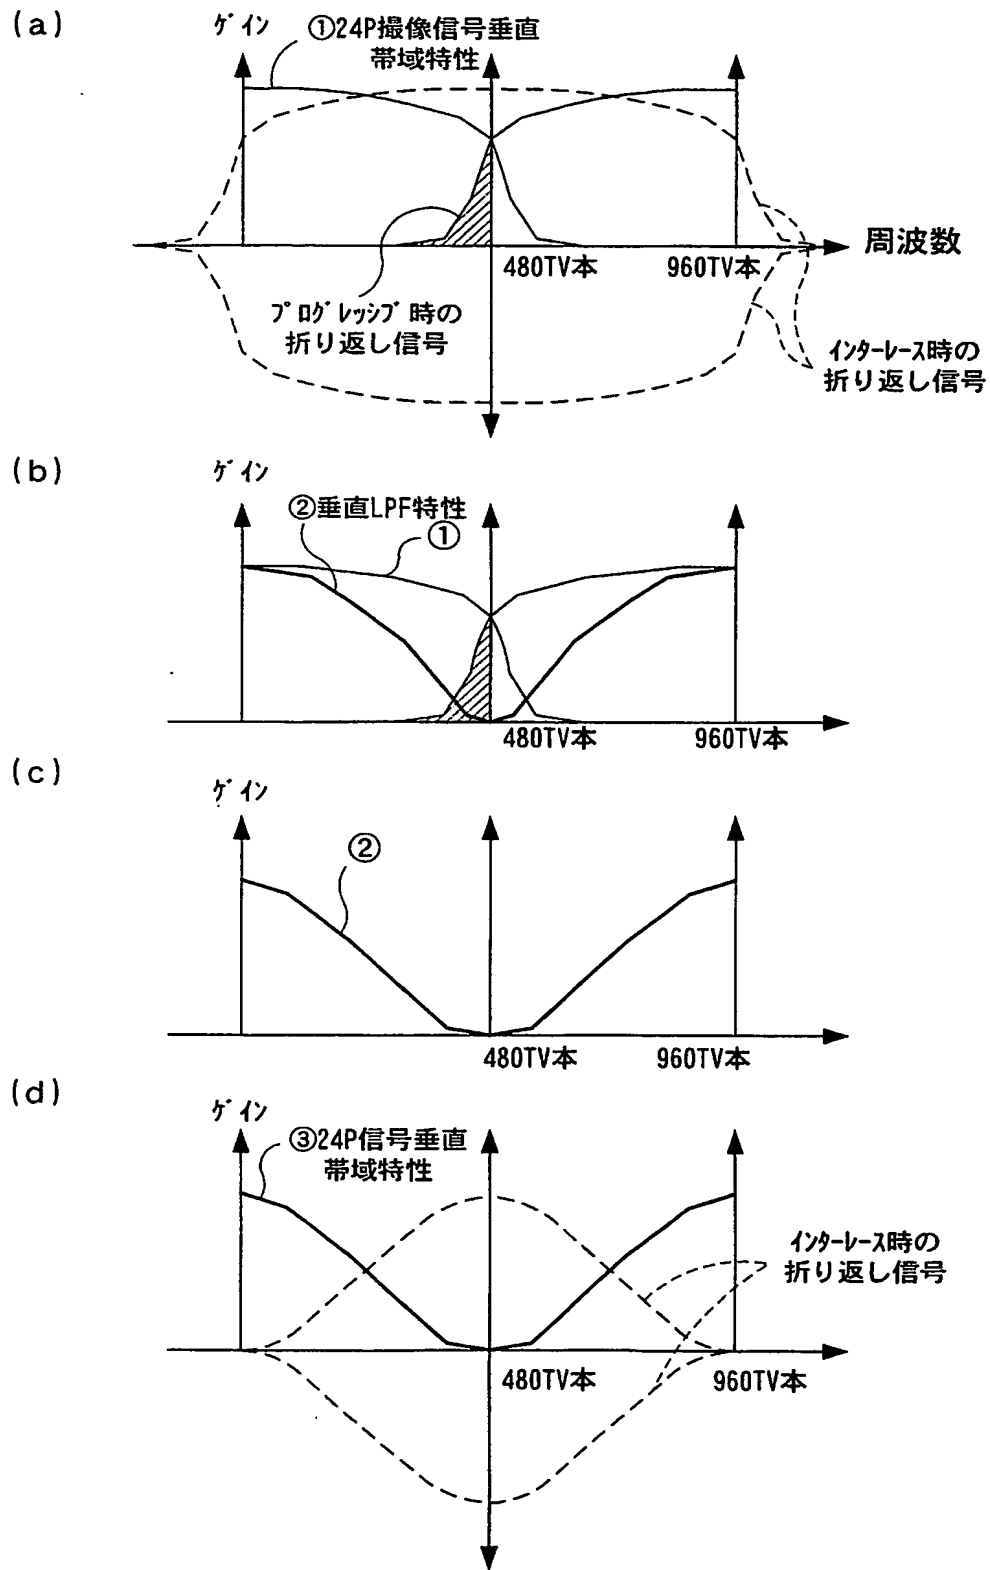 (a)
ゲイン
①24P撮像信号垂直
帯域特性
周波数
480TV本
960TV本
プログレッシブ時の
折り返し信号
インターレース時の
折り返し信号
(b)
ゲイン
②垂直LPF特性
①
480TV本
960TV本
(c)
ゲイン
②
480TV本
960TV本
(d)
ゲイン
③24P信号垂直
帯域特性
インターレース時の
折り返し信号
480TV本
960TV本